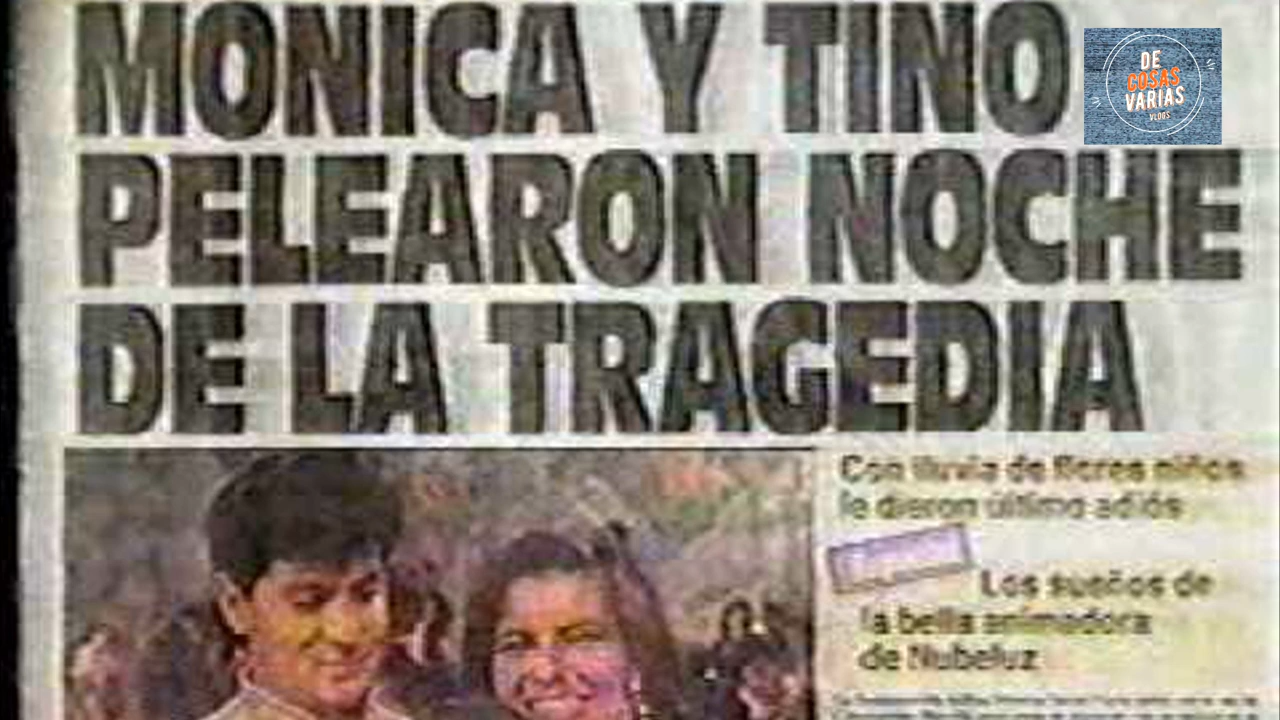 MONICA Y TINO
PELEARON NOCHE
DE LA TRAGEDIA
DE
COSAS
VARIAS
VLOGS
Con lluvia de flores niños
le dieron último adiós
Los sueños de
la bella animadora
de Nubeluz